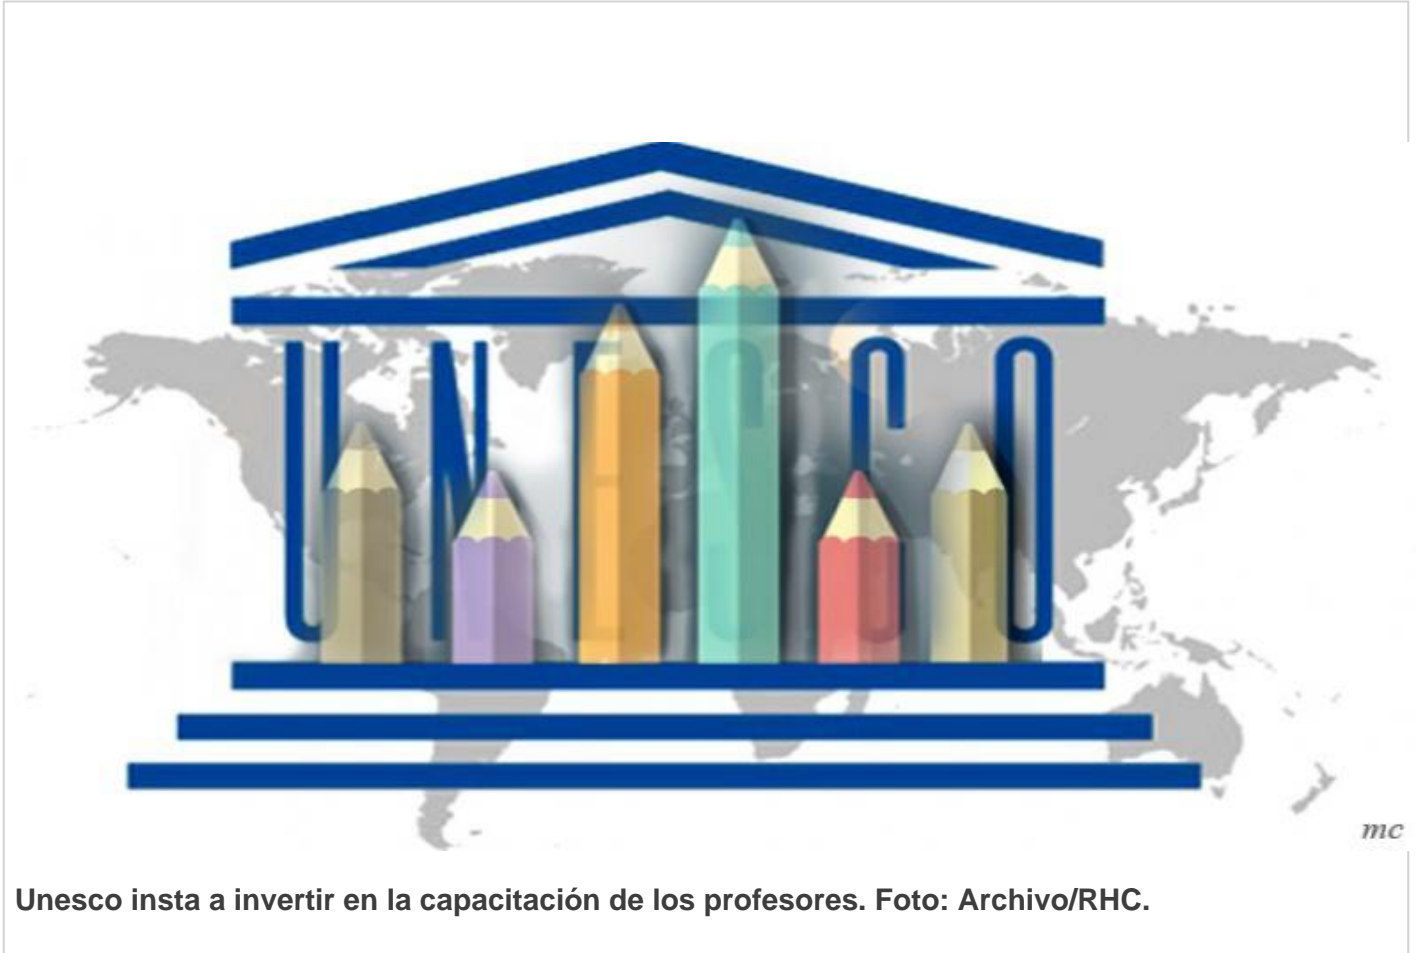 UNESCO
mc
Unesco insta a invertir en la capacitación de los profesores. Foto: Archivo/RHC.